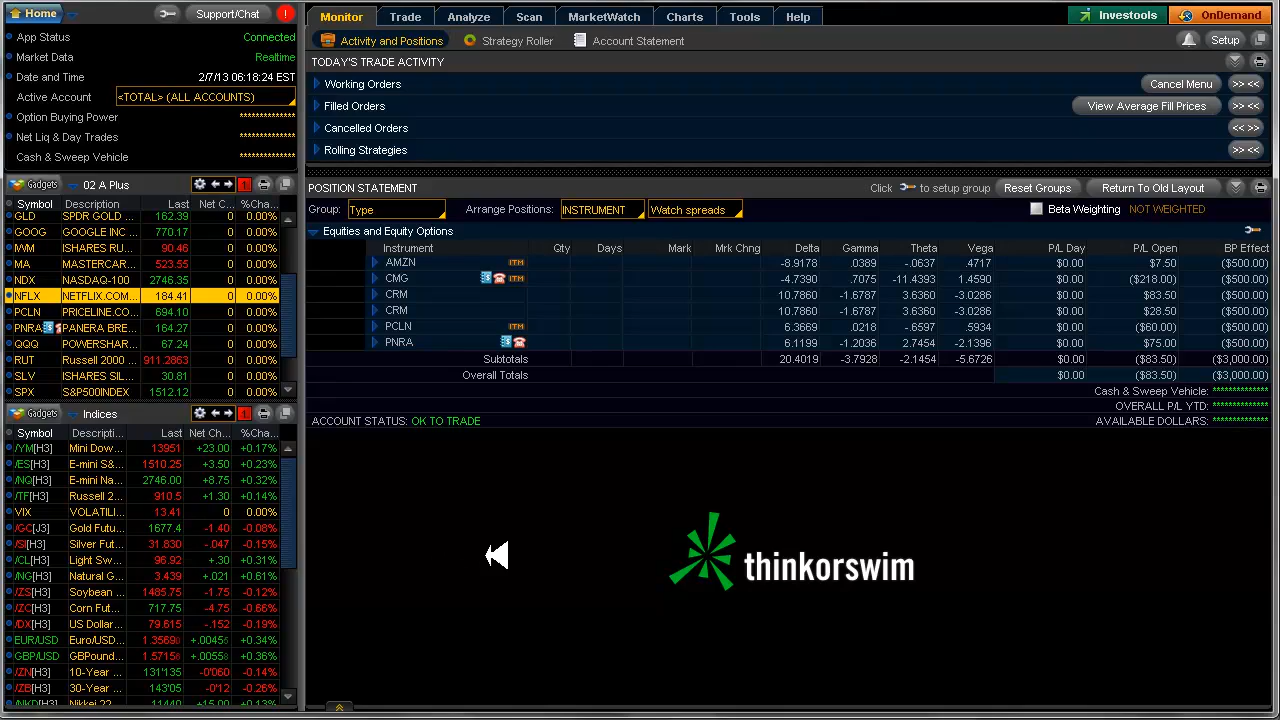 Home Support/Chat ! Monitor Trade Analyze Scan MarketWatch Charts Tools Help Investools OnDemand
App Status Connected
Market Data Realtime
Date and Time 2/7/13 06:18:24 EST
Active Account <TOTAL> (ALL ACCOUNTS)
Option Buying Power **************
Net Liq & Day Trades **************
Cash & Sweep Vehicle **************
Gadgets 02 A Plus 1
Symbol Description Last Net C... %Cha...
GLD SPDR GOLD ... 162.39 0 0.00%
GOOG GOOGLE INC ... 770.17 0 0.00%
IWM ISHARES RU... 90.46 0 0.00%
MA MASTERCAR... 523.55 0 0.00%
NDX NASDAQ-100 2746.35 0 0.00%
NFLX NETFLIX.COM... 184.41 0 0.00%
PCLN PRICELINE.CO... 694.10 0 0.00%
PNRA PANERA BRE... 164.27 0 0.00%
QQQ POWERSHAR... 67.24 0 0.00%
RUT Russell 2000 ... 911.2863 0 0.00%
SLV ISHARES SIL... 30.81 0 0.00%
SPX S&P500INDEX 1512.12 0 0.00%
Gadgets Indices 1
Symbol Descripti... Last Net Ch... %Cha...
/YM[H3] Mini Dow... 13951 +23.00 +0.17%
/ES[H3] E-mini S&... 1510.25 +3.50 +0.23%
/NQ[H3] E-mini Na... 2746.00 +8.75 +0.32%
/TF[H3] Russell 2... 910.5 +1.30 +0.14%
VIX VOLATILI... 13.41 0 0.00%
/GC[J3] Gold Futu... 1677.4 -1.40 -0.08%
/SI[H3] Silver Fut... 31.830 -.047 -0.15%
/CL[H3] Light Sw... 96.92 +.30 +0.31%
/NG[H3] Natural G... 3.439 +.021 +0.61%
/ZS[H3] Soybean ... 1485.75 -1.75 -0.12%
/ZC[H3] Corn Fut... 717.75 -4.75 -0.66%
/DX[H3] US Dollar ... 79.615 -.152 -0.19%
EUR/USD Euro/USD... 1.3569 +.0045 +0.34%
GBP/USD GBPound... 1.5715 +.0055 +0.36%
/ZN[H3] 10-Year ... 131'135 -0'060 -0.14%
/ZB[H3] 30-Year ... 143'05 -0'12 -0.26%
/NKD[H3] Nikkei 22... 11440 +15.00 +0.13%
Activity and Positions Strategy Roller Account Statement Setup
TODAY'S TRADE ACTIVITY
Working Orders Cancel Menu >> <<
Filled Orders View Average Fill Prices >> <<
Cancelled Orders << >>
Rolling Strategies >> <<
POSITION STATEMENT Click to setup group Reset Groups Return To Old Layout
Group: Type Arrange Positions: INSTRUMENT Watch spreads Beta Weighting NOT WEIGHTED
Equities and Equity Options
Instrument Qty Days Mark Mrk Chng Delta Gamma Theta Vega P/L Day P/L Open BP Effect
AMZN ITM -8.9178 .0389 -.0637 .4717 $0.00 $7.50 ($500.00)
CMG ITM -4.7390 .7075 -11.4393 1.4590 $0.00 ($218.00) ($500.00)
CRM 10.7860 -1.6787 3.6360 -3.0286 $0.00 $83.50 ($500.00)
CRM 10.7860 -1.6787 3.6360 -3.0286 $0.00 $28.50 ($500.00)
PCLN ITM $0.00 ($500.00)
PNRA 6.1199 -1.2036 2.7454 -2.1396 $0.00 $75.00 ($500.00)
Subtotals 20.4019 -3.7928 -2.1454 -5.6726 $0.00 ($83.50) ($3,000.00)
Overall Totals $0.00 ($83.50) ($3,000.00)
Cash & Sweep Vehicle: **************
OVERALL P/L YTD: **************
ACCOUNT STATUS: OK TO TRADE AVAILABLE DOLLARS: **************
thinkorswim